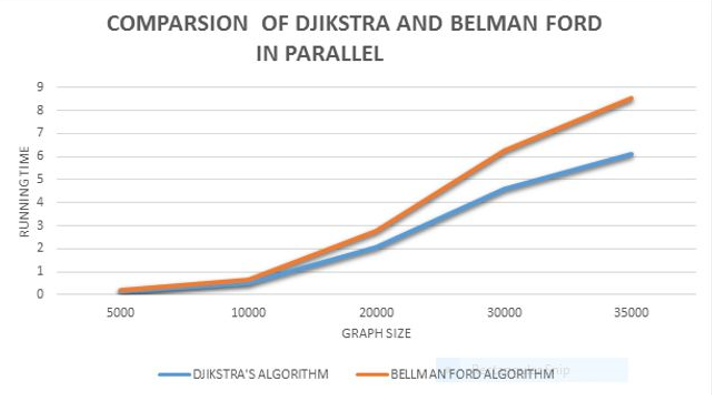 COMPARSION OF DJIKSTRA AND BELMAN FORD
IN PARALLEL
9
8
7
6
5
4
3
2
1
0
RUNNING TIME
5000 10000 20000 30000 35000
GRAPH SIZE
DJIKSTRA'S ALGORITHM BELLMAN FORD ALGORITHM